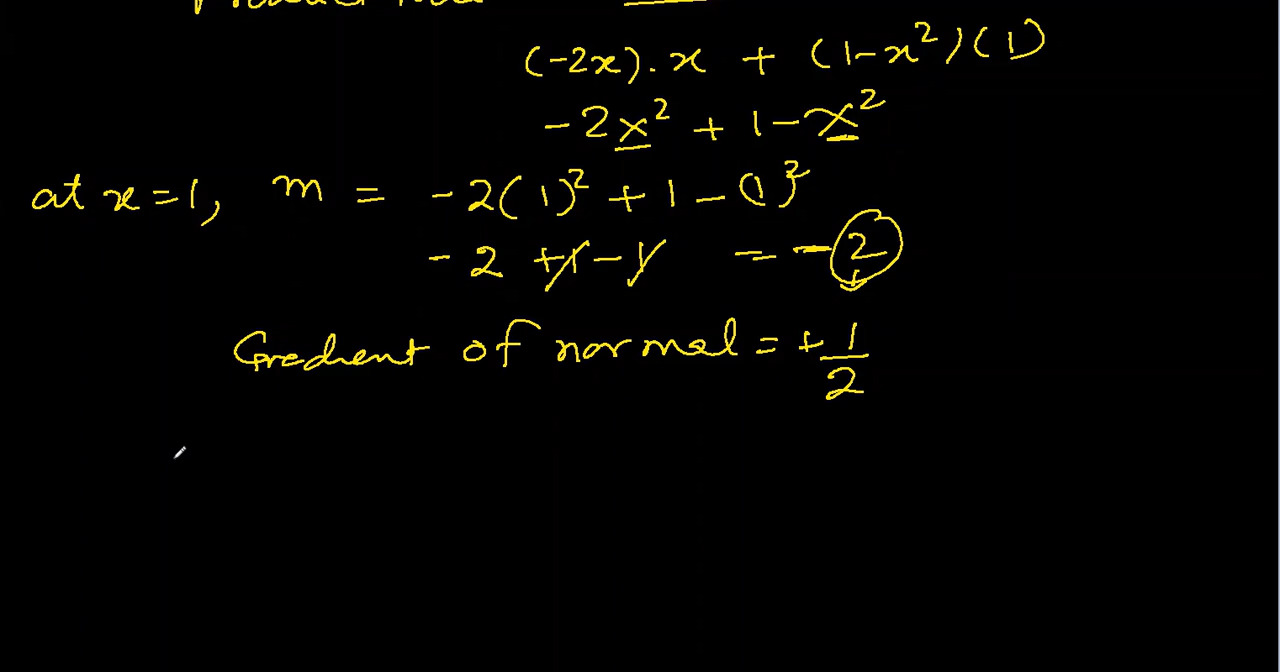 Product
(-2x).x + (1-x²)(1)
-2x² + 1 - x²
at x=1, m = -2(1)² + 1 - (1)²
-2 +1 -1 = -2
Gradient of normal = + 1/2